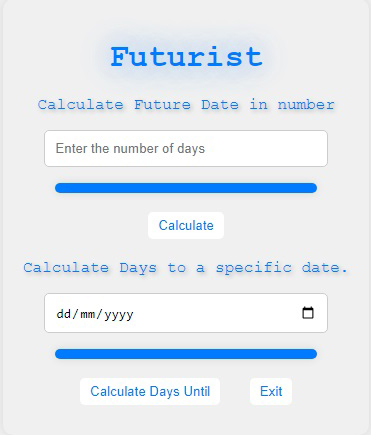 Futurist
Calculate Future Date in number
Enter the number of days
Calculate
Calculate Days to a specific date.
dd/mm/yyyy
Calculate Days Until
Exit